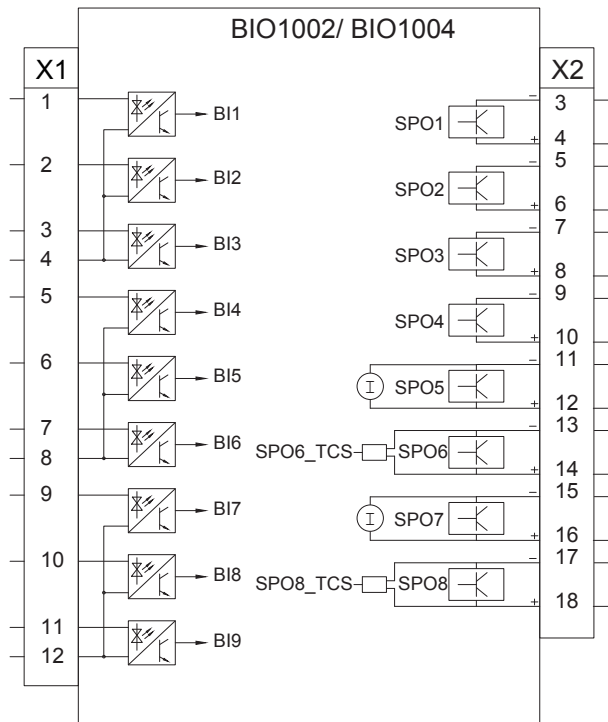 BIO1002/ BIO1004
X1
X2
1
BI1
SPO1
−
3
+
4
2
BI2
SPO2
−
5
+
6
3
4
BI3
SPO3
−
7
+
8
5
BI4
SPO4
−
9
+
10
6
BI5
I
SPO5
−
11
+
12
7
8
BI6
SPO6_TCS
SPO6
−
13
+
14
9
BI7
I
SPO7
−
15
+
16
10
BI8
SPO8_TCS
SPO8
−
17
+
18
11
12
BI9